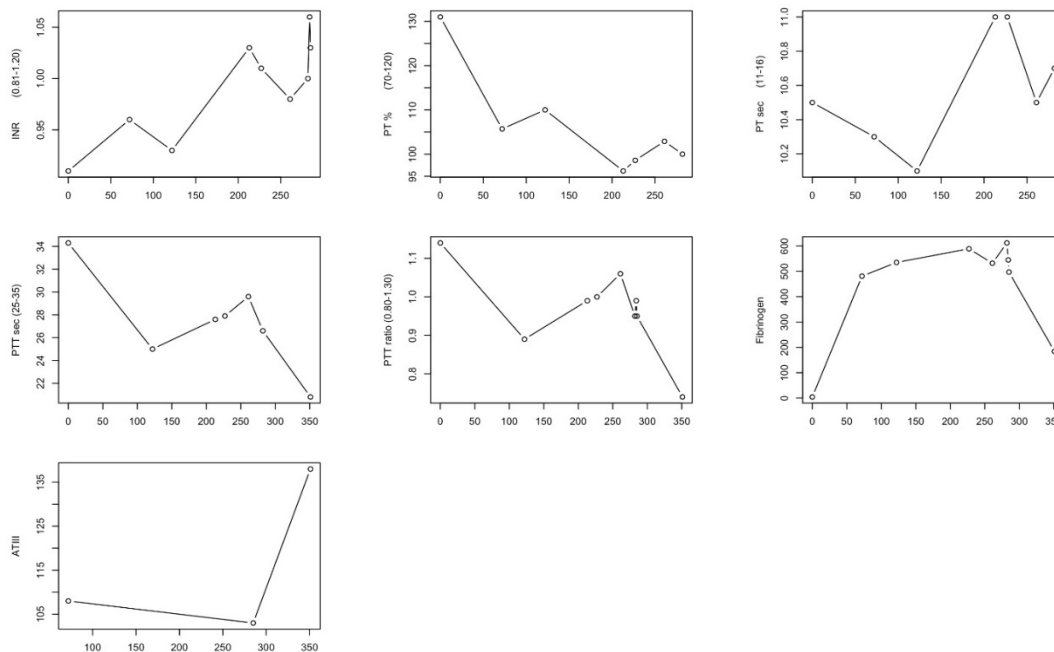 INR (0.81-1.20)
0.95 1.00 1.05
0 50 100 150 200 250
PT % (70-120)
95 100 110 120 130
0 50 100 150 200 250
PT sec (11-16)
10.2 10.4 10.6 10.8 11.0
0 50 100 150 200 250
PTT sec (25-35)
22 24 26 28 30 32 34
0 50 100 150 200 250 300 350
PTT ratio (0.80-1.30)
0.8 0.9 1.0 1.1
0 50 100 150 200 250 300 350
Fibrinogen
0 100 200 300 400 500 600
0 50 100 150 200 250 300 350
ATIII
105 115 125 135
100 150 200 250 300 350